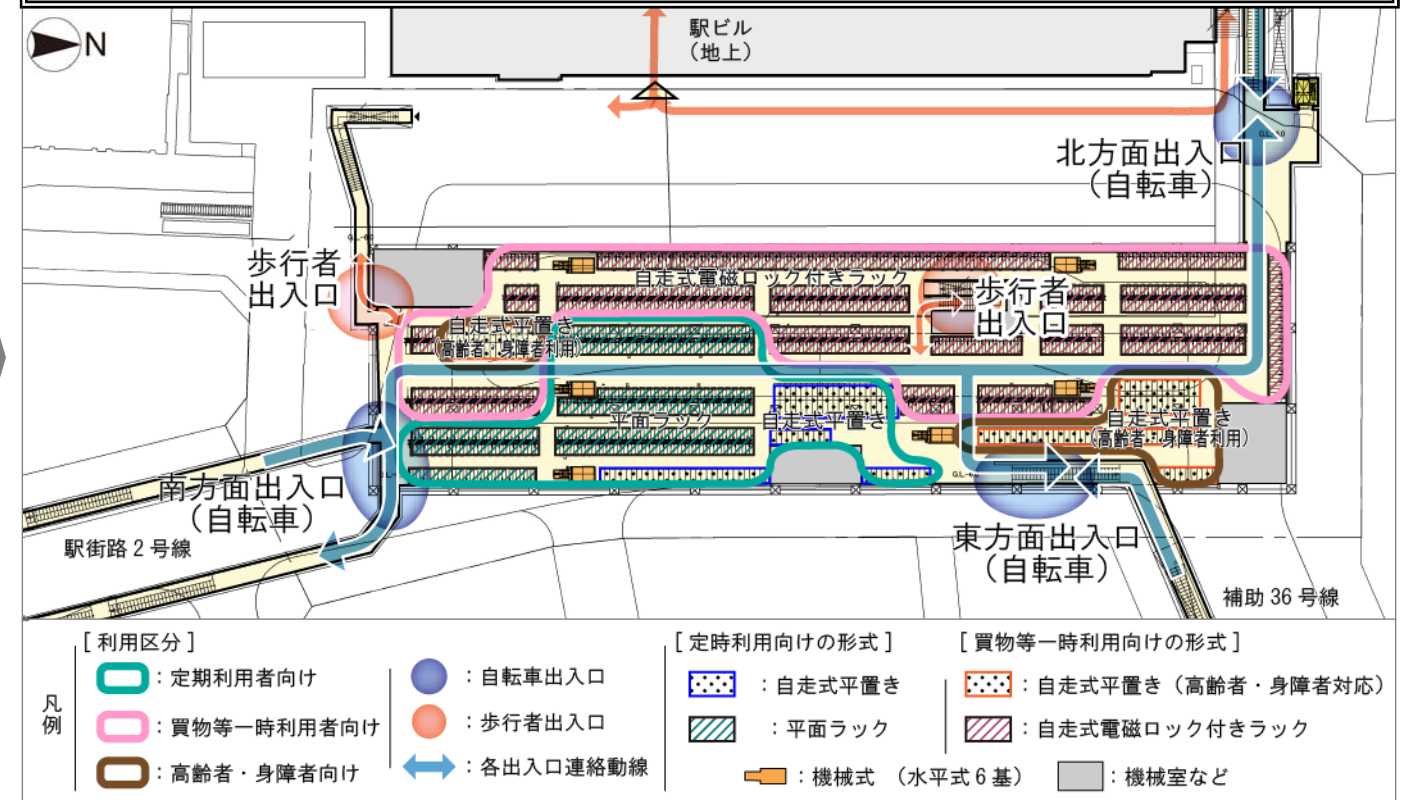 N
駅ビル
（地上）
北方面出入口
（自転車）
歩行者
出入口
自走式電磁ロック付きラック
歩行者
出入口
自走式平置き
（高齢者・身障者利用）
平面ラック
自走式平置き
自走式平置き
（高齢者・身障者利用）
南方面出入口
（自転車）
駅街路２号線
東方面出入口
（自転車）
補助 36 号線
凡例
［利用区分］
：定期利用者向け
：買物等一時利用者向け
：高齢者・身障者向け
：自転車出入口
：歩行者出入口
：各出入口連絡動線
［定時利用向けの形式］
：自走式平置き
：平面ラック
［買物等一時利用向けの形式］
：自走式平置き（高齢者・身障者対応）
：自走式電磁ロック付きラック
：機械式 （水平式６基）
：機械室など